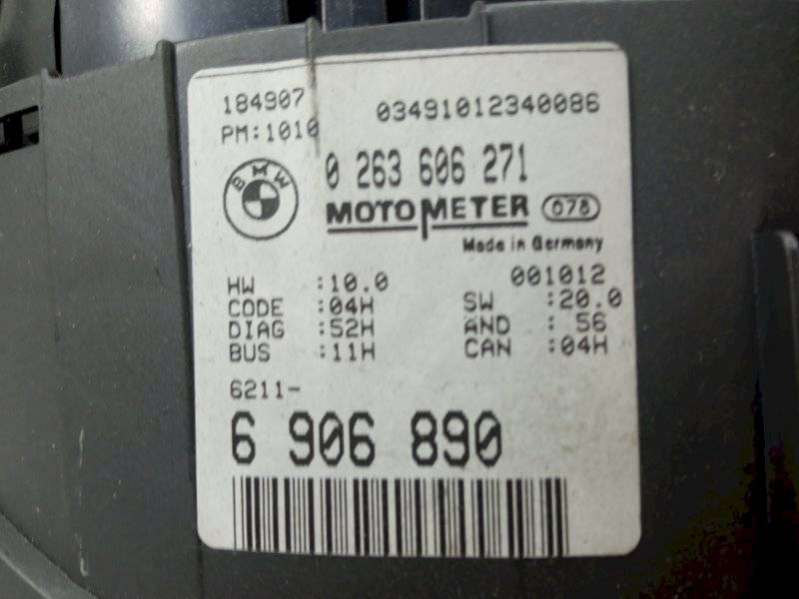 184907 03491012340086
PM:1010
BMW
0 263 606 271
MOTOMETER 078
Made in Germany
001012
HW :10.0 SW :20.0
CODE :04H AND : 56
DIAG :52H CAN :04H
BUS :11H
6211-
6 906 890